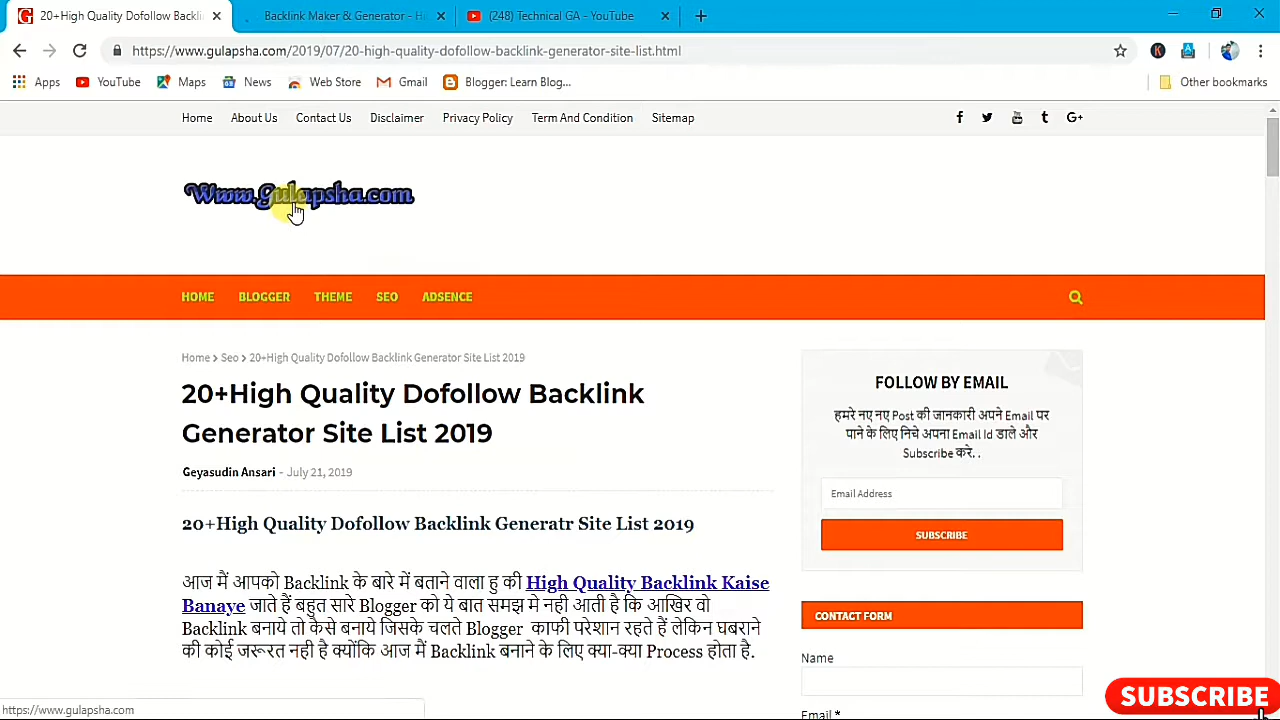 20+High Quality Dofollow Backlin
Backlink Maker & Generator - Hi
(248) Technical GA - YouTube
https://www.gulapsha.com/2019/07/20-high-quality-dofollow-backlink-generator-site-list.html
Apps
YouTube
Maps
News
Web Store
Gmail
Blogger: Learn Blog...
Other bookmarks
Home
About Us
Contact Us
Disclaimer
Privacy Policy
Term And Condition
Sitemap
Www.Gulapsha.com
HOME
BLOGGER
THEME
SEO
ADSENCE
Home > Seo > 20+High Quality Dofollow Backlink Generator Site List 2019
20+High Quality Dofollow Backlink
Generator Site List 2019
Geyasudin Ansari - July 21, 2019
20+High Quality Dofollow Backlink Generatr Site List 2019
आज मैं आपको Backlink के बारे में बताने वाला हु की High Quality Backlink Kaise
Banaye जाते हैं बहुत सारे Blogger को ये बात समझ मे नही आती है कि आखिर वो
Backlink बनाये तो कैसे बनाये जिसके चलते Blogger काफी परेशान रहते हैं लेकिन घबराने
की कोई जरूरत नही है क्योंकि आज मैं Backlink बनाने के लिए क्या-क्या Process होता है.
FOLLOW BY EMAIL
हमरे नए नए Post की जानकारी अपने Email पर
पाने के लिए निचे अपना Email Id डाले और
Subscribe करे. .
Email Address
SUBSCRIBE
CONTACT FORM
Name
Email *
SUBSCRIBE
https://www.gulapsha.com